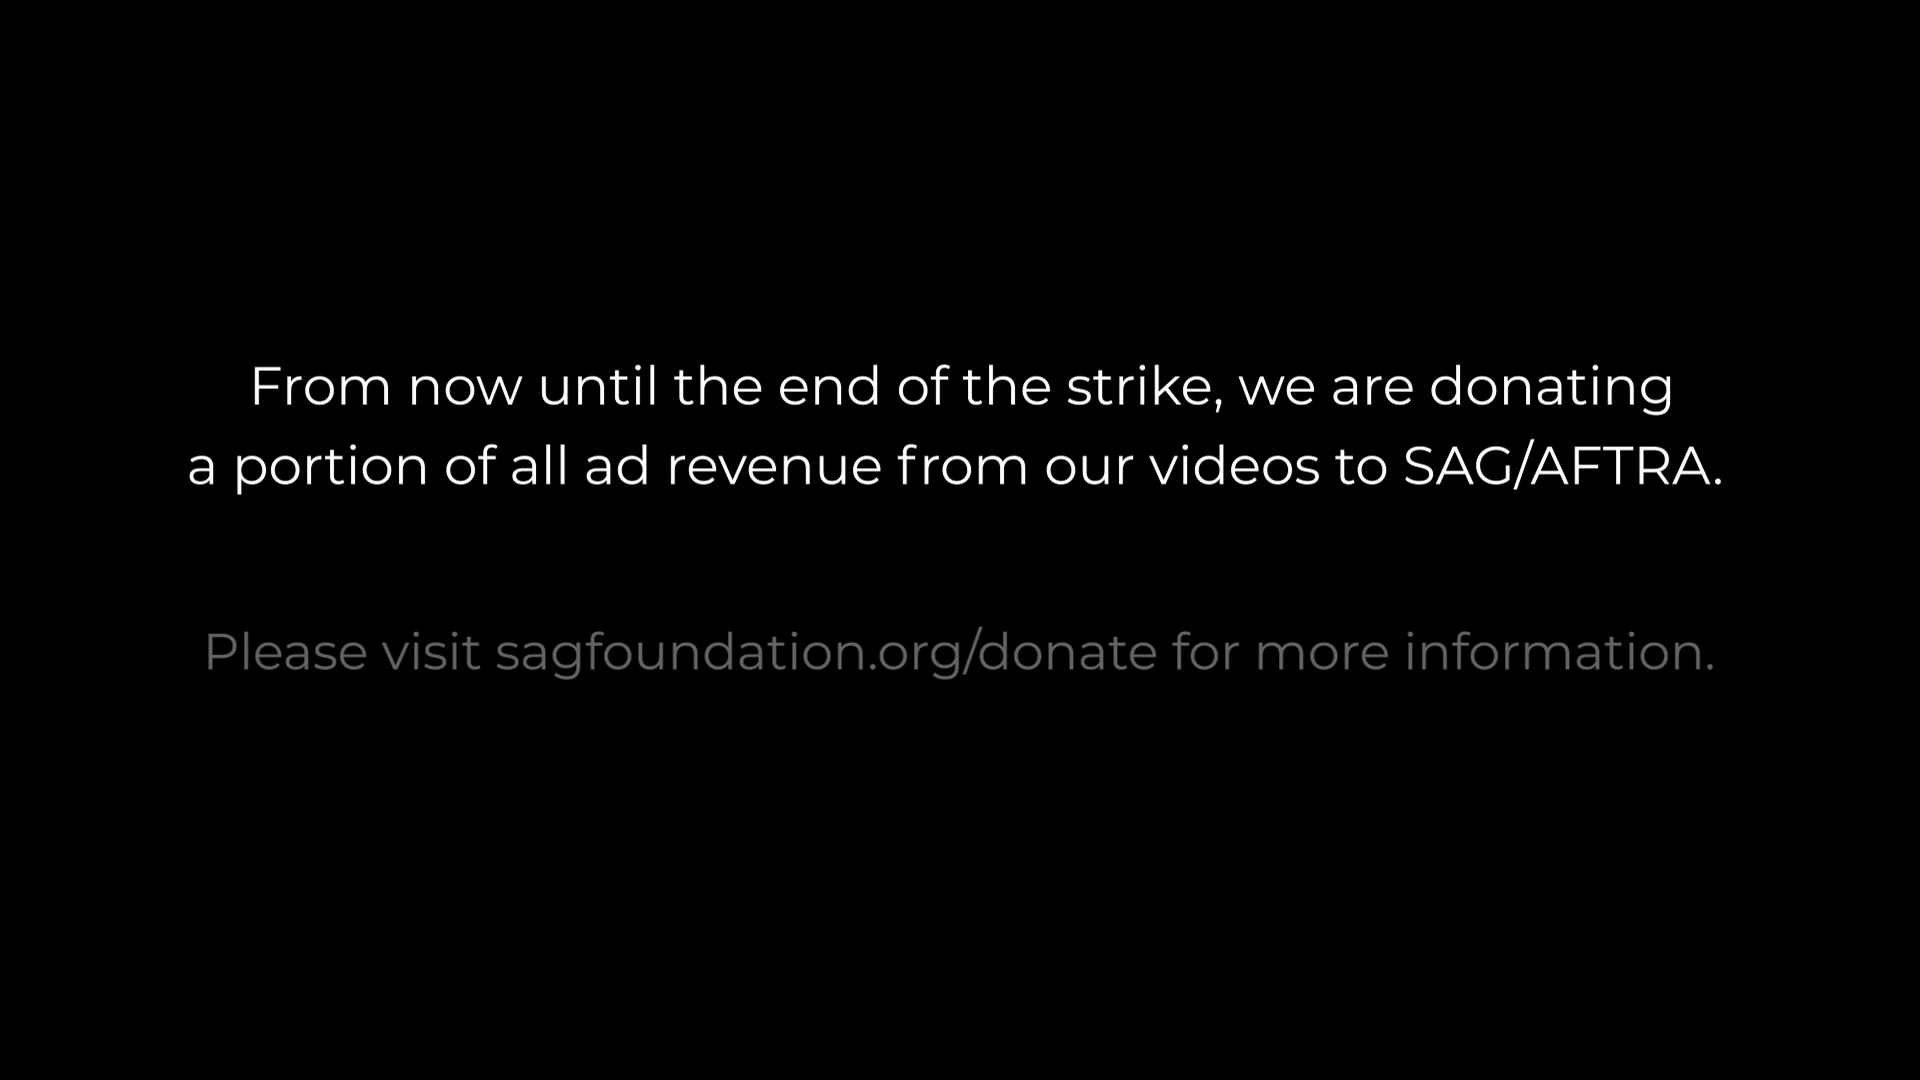 From now until the end of the strike, we are donating
a portion of all ad revenue from our videos to SAG/AFTRA.
Please visit sagfoundation.org/donate for more information.